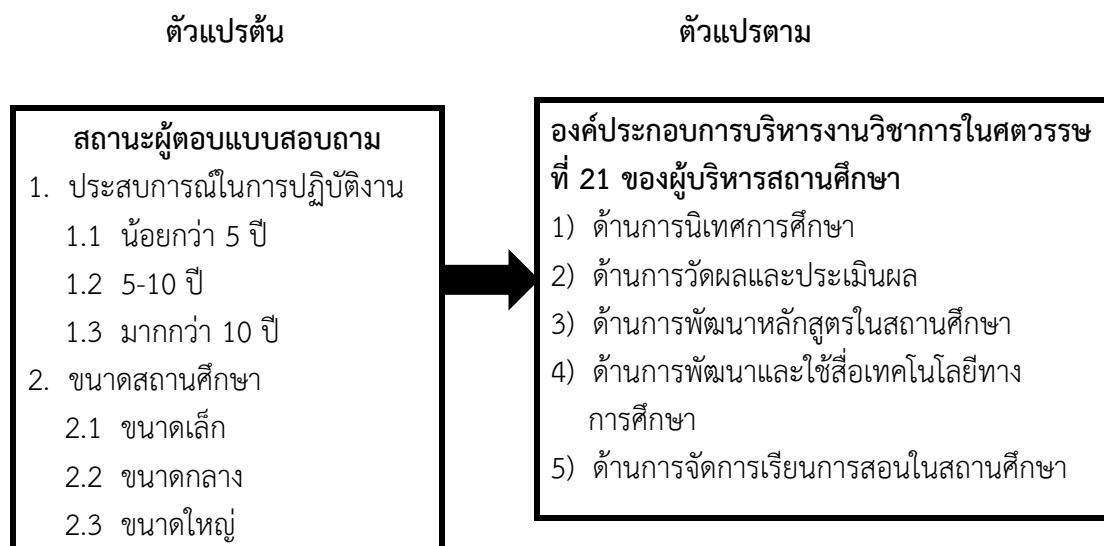 ตัวแปรต้น
ตัวแปรตาม
สถานะผู้ตอบแบบสอบถาม
1. ประสบการณ์ในการปฏิบัติงาน
1.1 น้อยกว่า 5 ปี
1.2 5-10 ปี
1.3 มากกว่า 10 ปี
2. ขนาดสถานศึกษา
2.1 ขนาดเล็ก
2.2 ขนาดกลาง
2.3 ขนาดใหญ่
องค์ประกอบการบริหารงานวิชาการในศตวรรษ
ที่ 21 ของผู้บริหารสถานศึกษา
1) ด้านการนิเทศการศึกษา
2) ด้านการวัดผลและประเมินผล
3) ด้านการพัฒนาหลักสูตรในสถานศึกษา
4) ด้านการพัฒนาและใช้สื่อเทคโนโลยีทาง
การศึกษา
5) ด้านการจัดการเรียนการสอนในสถานศึกษา